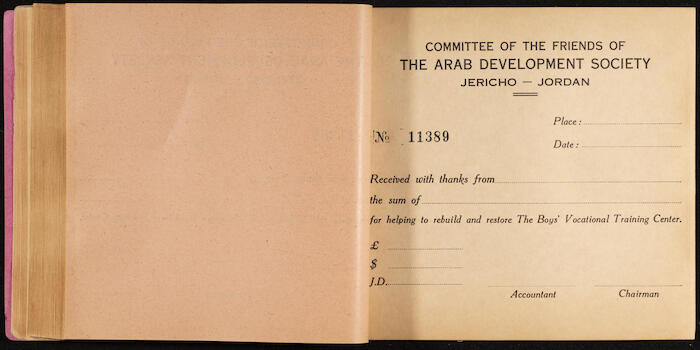 COMMITTEE OF THE FRIENDS OF
THE ARAB DEVELOPMENT SOCIETY
JERICHO — JORDAN
Place:
№ 11389
Date:
Received with thanks from
the sum of
for helping to rebuild and restore The Boys' Vocational Training Center.
£
$
J.D.
Accountant Chairman